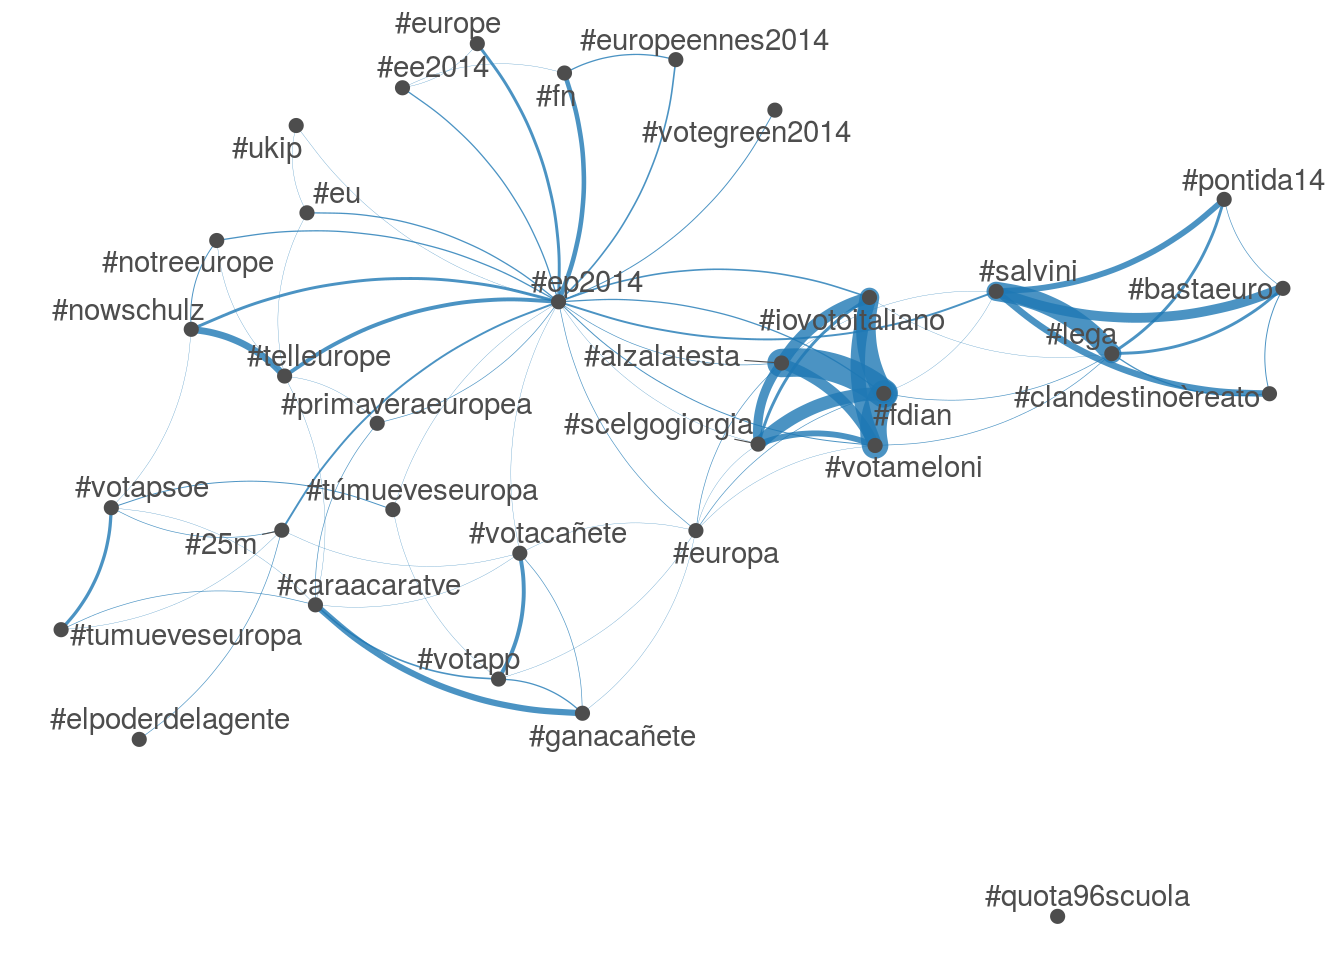 #europe
#europeennes2014
#ee2014
#fn
#votegreen2014
#ukip
#pontida14
#eu
#notreeurope
#salvini
#ep2014
#bastaeuro
#nowschulz
#iovotoitaliano
#lega
#telleurope
#alzalatesta
#primaveraeuropea
#clandestinoèreato
#scelgogiorgia
#fdian
#votameloni
#votapsoe
#túmueveseuropa
#votacañete
#25m
#europa
#caraacaratve
#tumueveseuropa
#votapp
#elpoderdelagente
#ganacañete
#quota96scuola